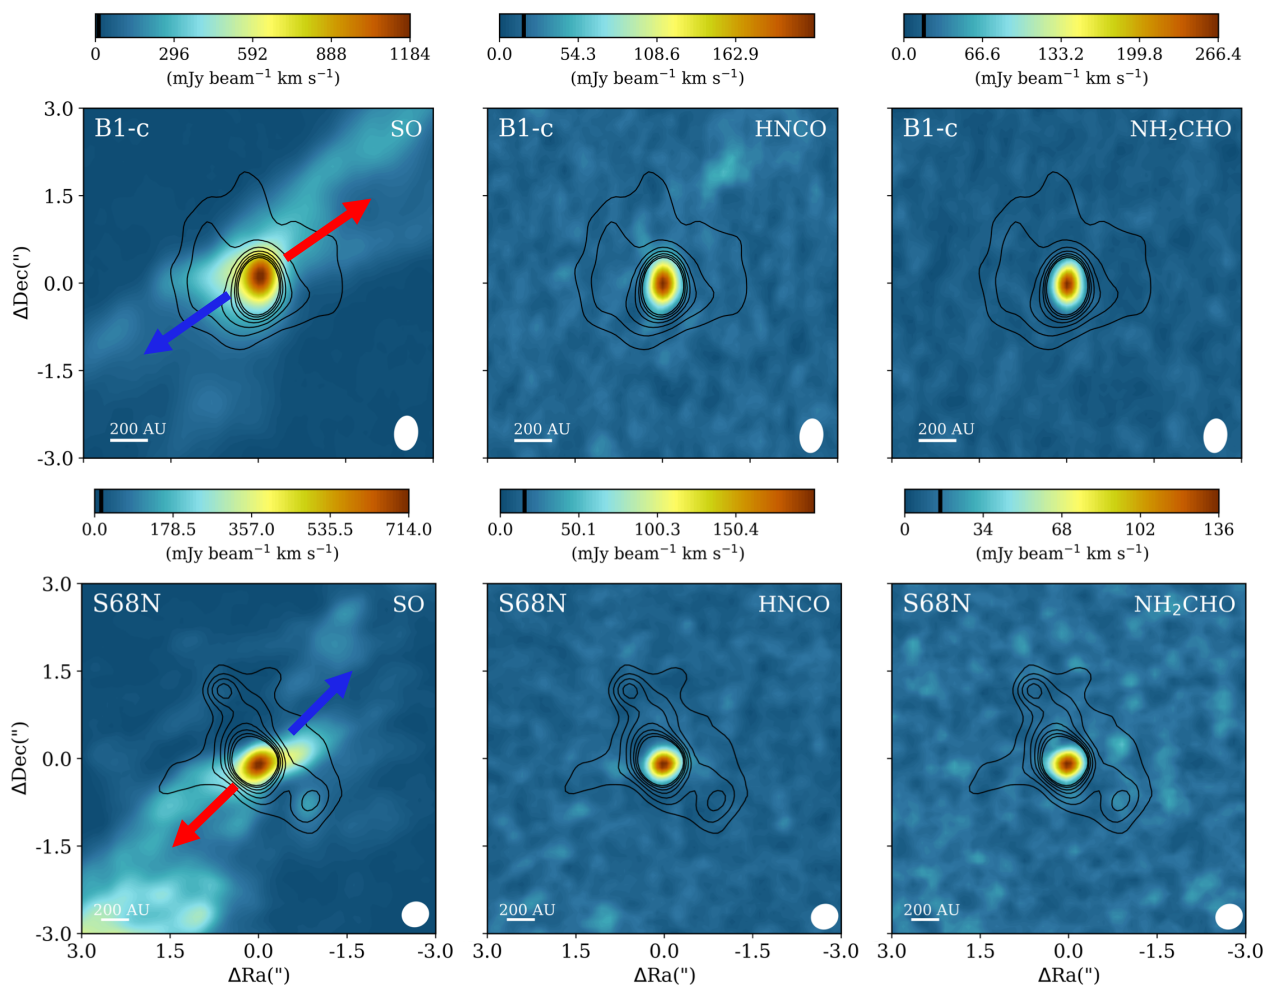 0 296 592 888 1184
(mJy beam⁻¹ km s⁻¹)
0.0 54.3 108.6 162.9
(mJy beam⁻¹ km s⁻¹)
0.0 66.6 133.2 199.8 266.4
(mJy beam⁻¹ km s⁻¹)
3.0
1.5
0.0
-1.5
-3.0
ΔDec(")
B1-c SO
200 AU
B1-c HNCO
200 AU
B1-c NH₂CHO
200 AU
0.0 178.5 357.0 535.5 714.0
(mJy beam⁻¹ km s⁻¹)
0.0 50.1 100.3 150.4
(mJy beam⁻¹ km s⁻¹)
0 34 68 102 136
(mJy beam⁻¹ km s⁻¹)
3.0
1.5
0.0
-1.5
-3.0
ΔDec(")
S68N SO
200 AU
S68N HNCO
200 AU
S68N NH₂CHO
200 AU
3.0 1.5 0.0 -1.5 -3.0
ΔRa(")
1.5 0.0 -1.5 -3.0
ΔRa(")
1.5 0.0 -1.5 -3.0
ΔRa(")